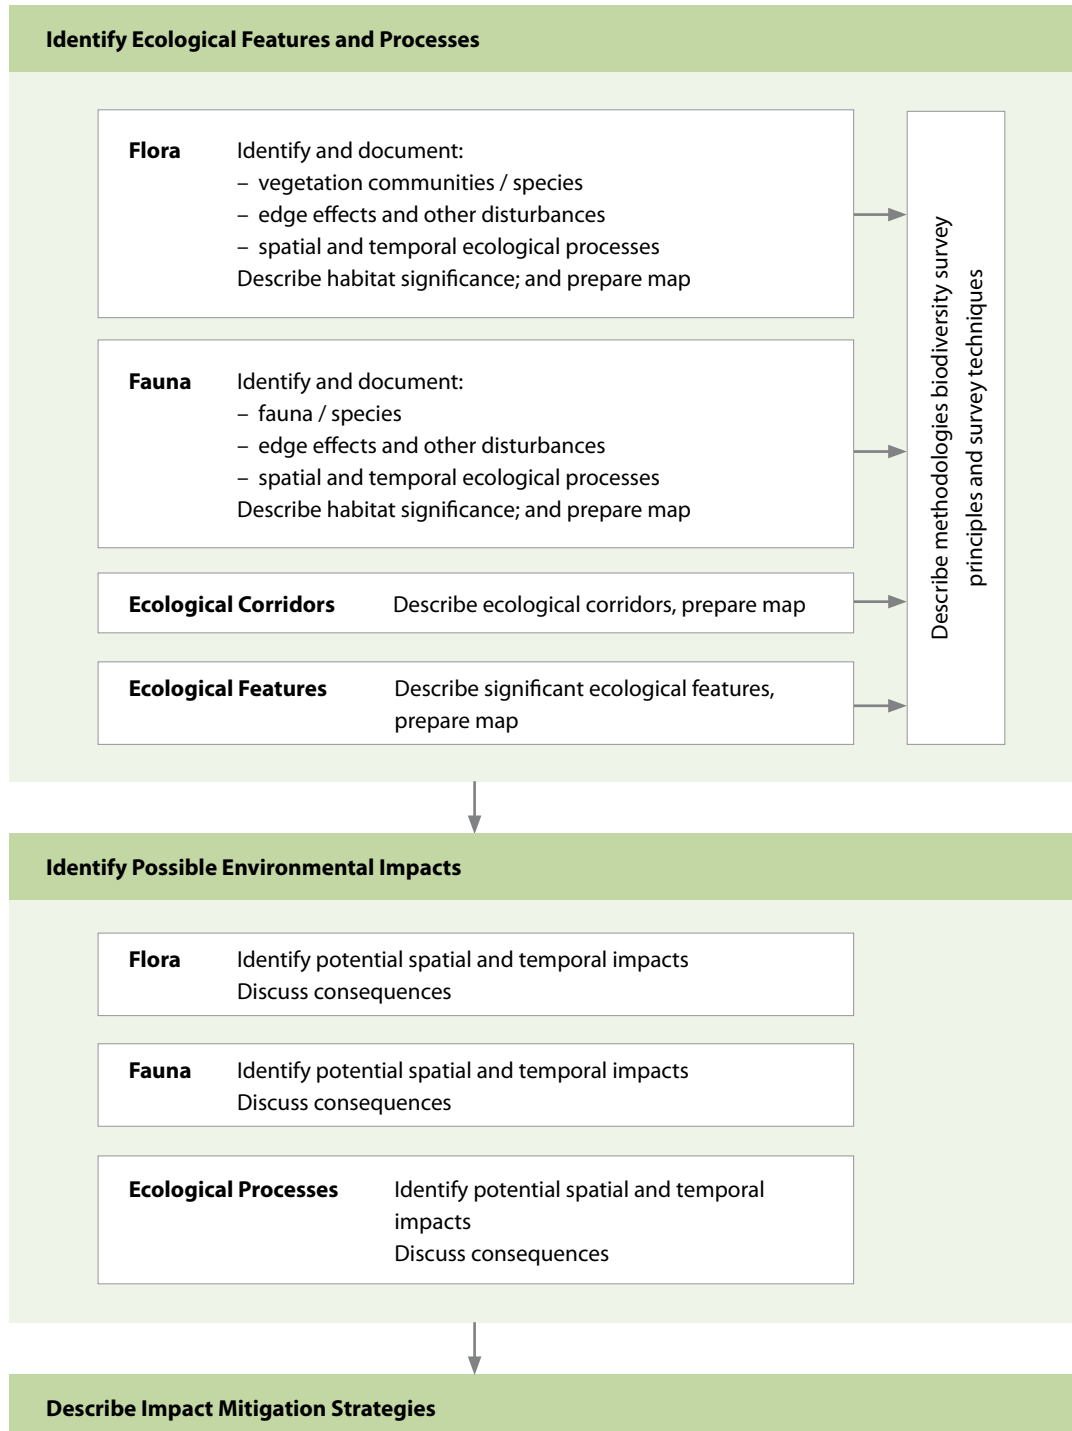 Identify Ecological Features and Processes
Flora Identify and document:
– vegetation communities / species
– edge effects and other disturbances
– spatial and temporal ecological processes
Describe habitat significance; and prepare map
Fauna Identify and document:
– fauna / species
– edge effects and other disturbances
– spatial and temporal ecological processes
Describe habitat significance; and prepare map
Ecological Corridors Describe ecological corridors, prepare map
Ecological Features Describe significant ecological features,
prepare map
Describe methodologies biodiversity survey
principles and survey techniques
Identify Possible Environmental Impacts
Flora Identify potential spatial and temporal impacts
Discuss consequences
Fauna Identify potential spatial and temporal impacts
Discuss consequences
Ecological Processes Identify potential spatial and temporal
impacts
Discuss consequences
Describe Impact Mitigation Strategies